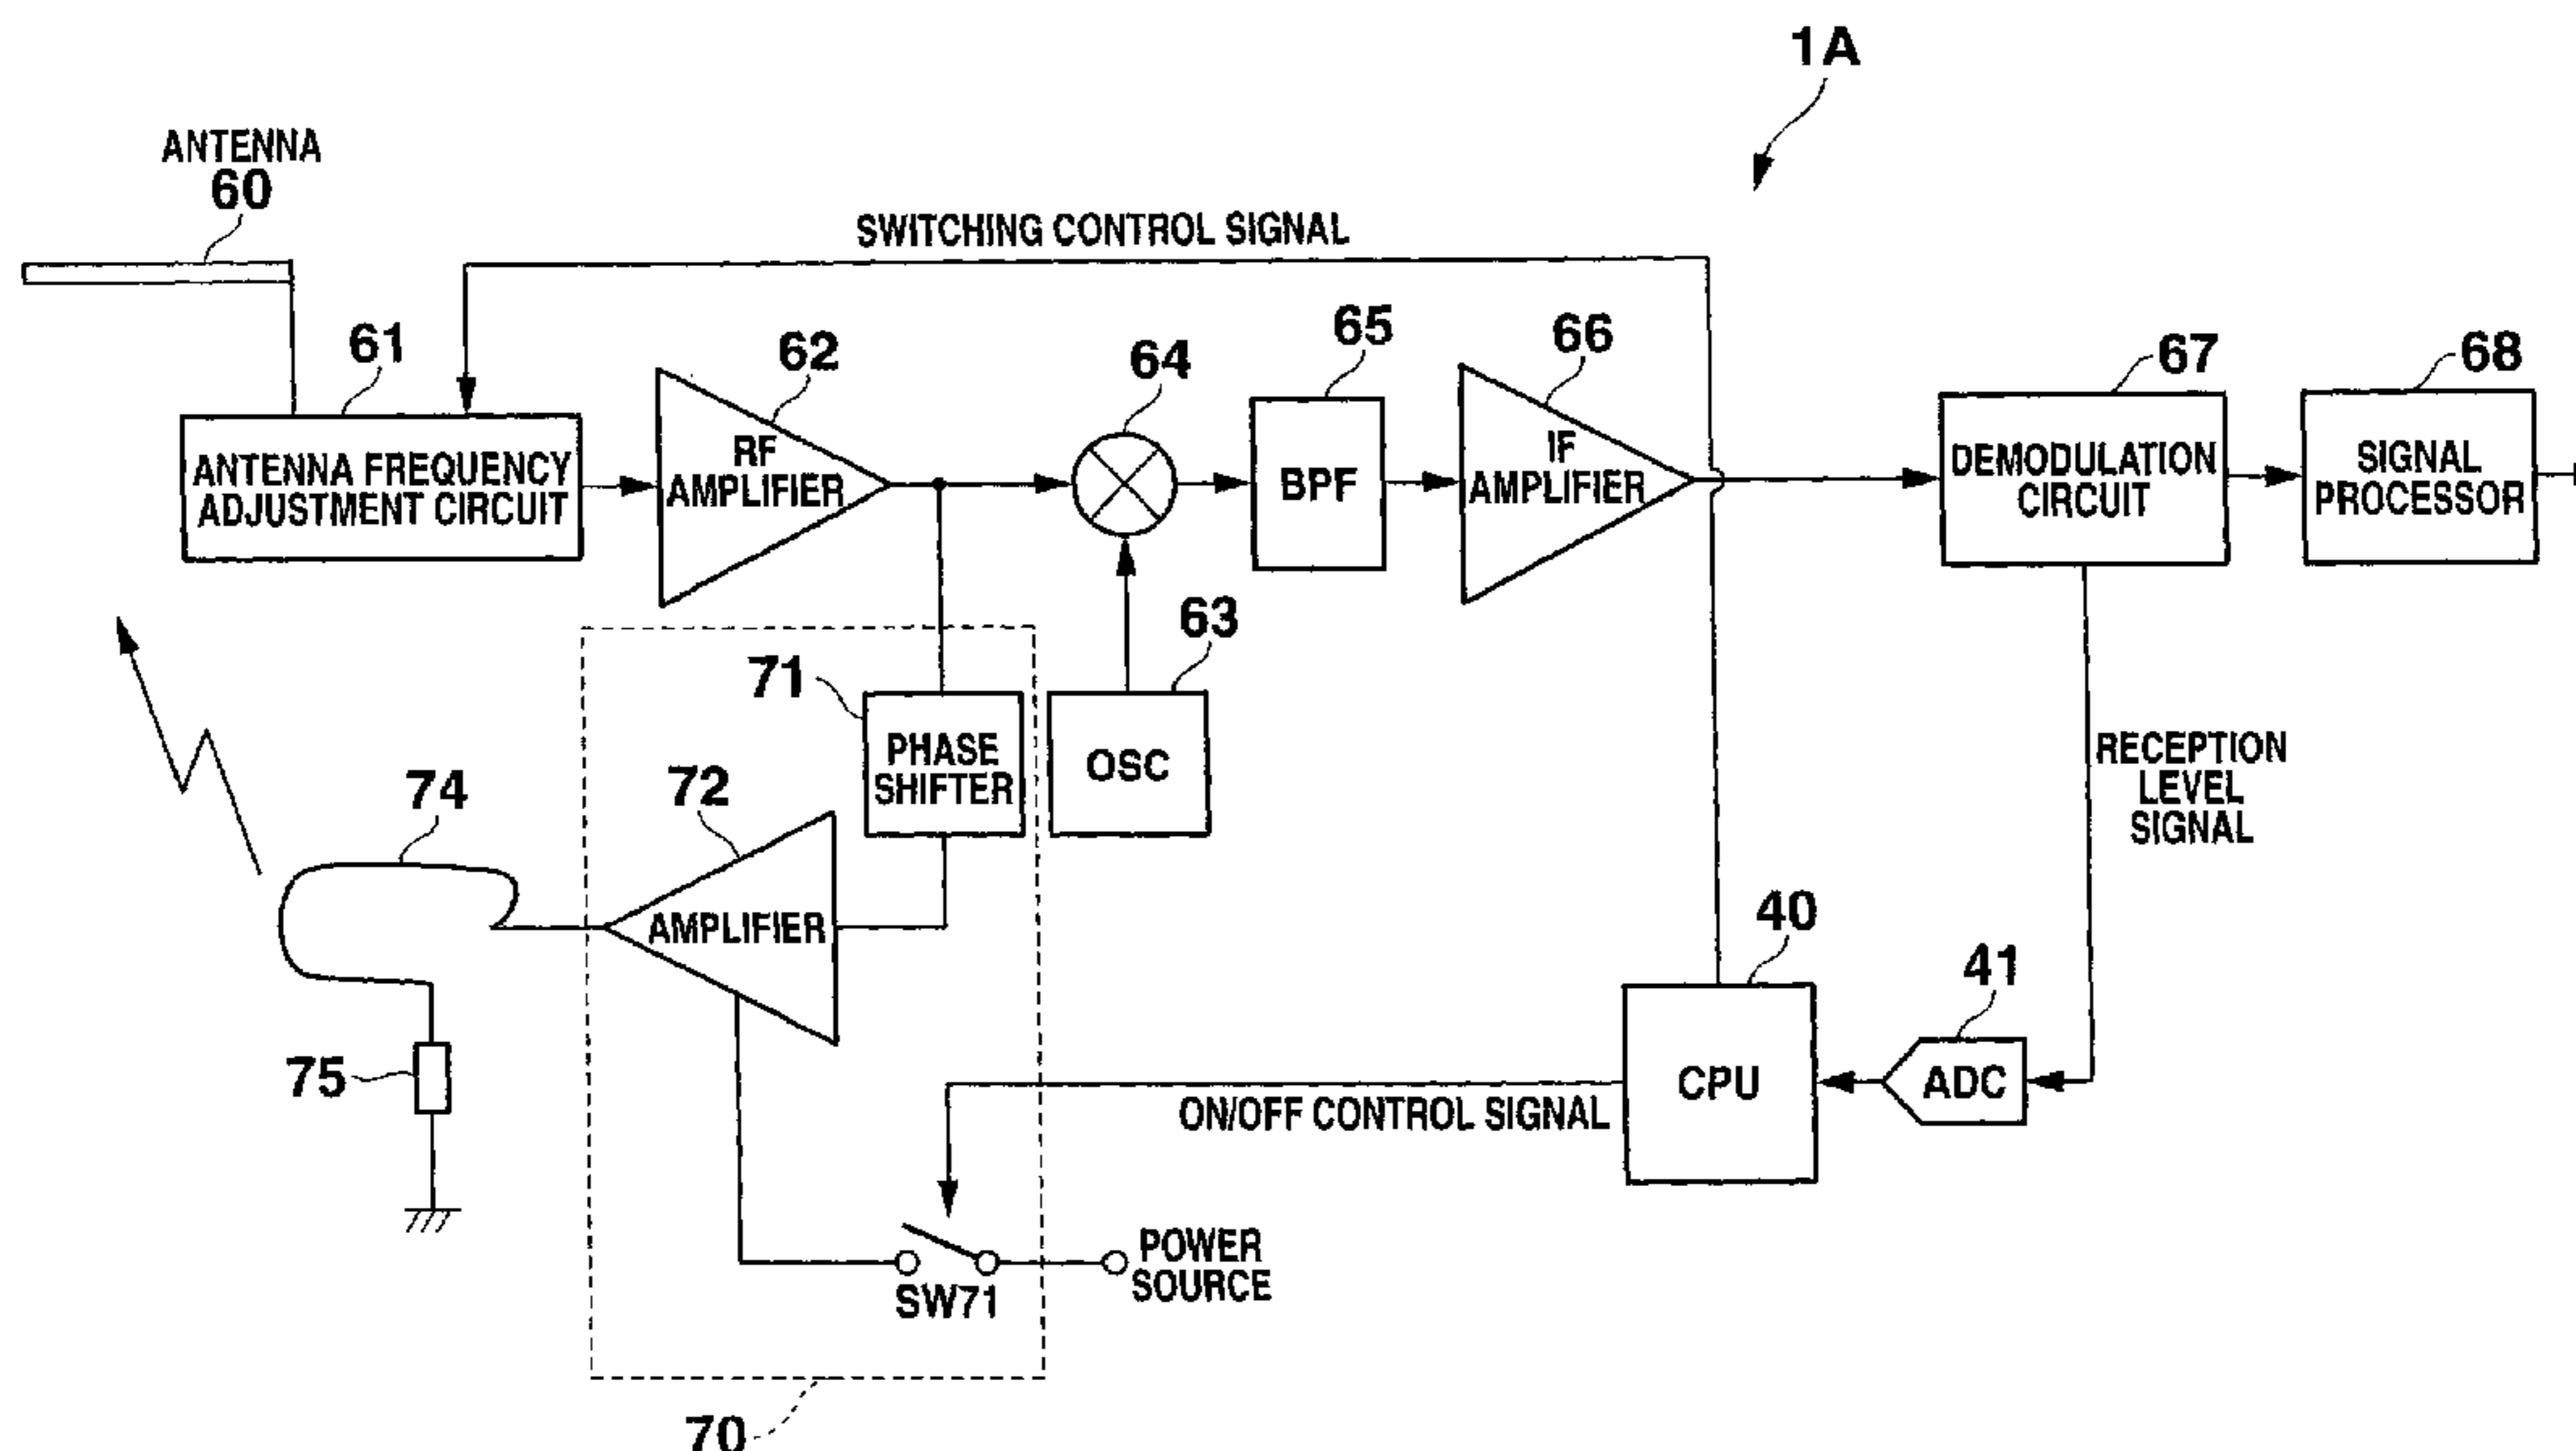 1A
ANTENNA
60
SWITCHING CONTROL SIGNAL
61
62
64
65
66
67
68
ANTENNA FREQUENCY
ADJUSTMENT CIRCUIT
RF
AMPLIFIER
BPF
IF
AMPLIFIER
DEMODULATION
CIRCUIT
SIGNAL
PROCESSOR
63
71
PHASE
SHIFTER
OSC
RECEPTION
LEVEL
SIGNAL
74
72
AMPLIFIER
40
41
75
CPU
ADC
ON/OFF CONTROL SIGNAL
POWER
SOURCE
SW71
70